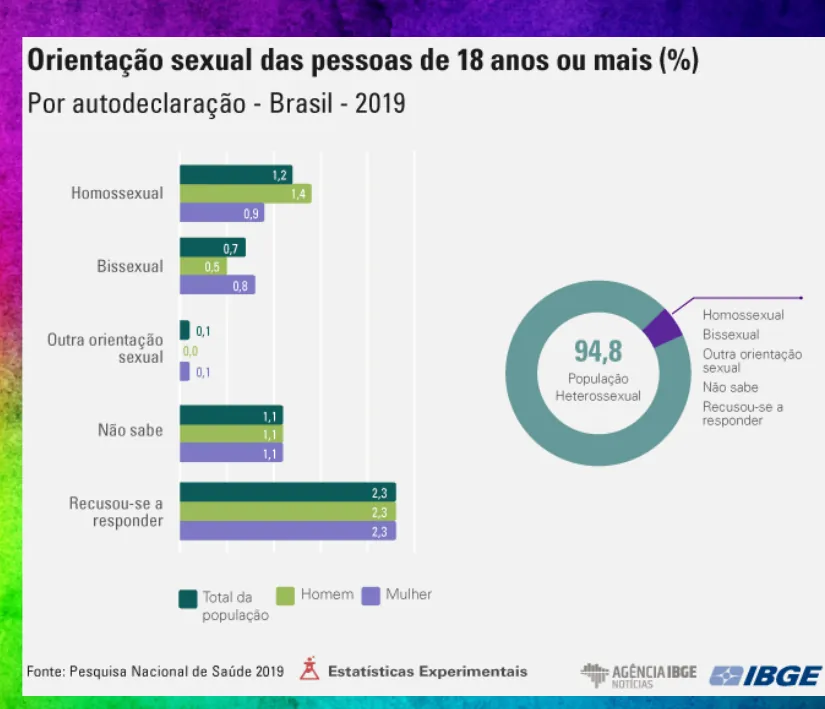 Orientação sexual das pessoas de 18 anos ou mais (%)
Por autodeclaração - Brasil - 2019
Homossexual
1,2
1,4
0,9
Bissexual
0,7
0,5
0,8
Outra orientação
sexual
0,1
0,0
0,1
Não sabe
1,1
1,1
1,1
Recusou-se a
responder
2,3
2,3
2,3
Total da
população
Homem
Mulher
94,8
População
Heterossexual
Homossexual
Bissexual
Outra orientação
sexual
Não sabe
Recusou-se a
responder
Fonte: Pesquisa Nacional de Saúde 2019
Estatísticas Experimentais
AGÊNCIA IBGE
NOTÍCIAS
IBGE